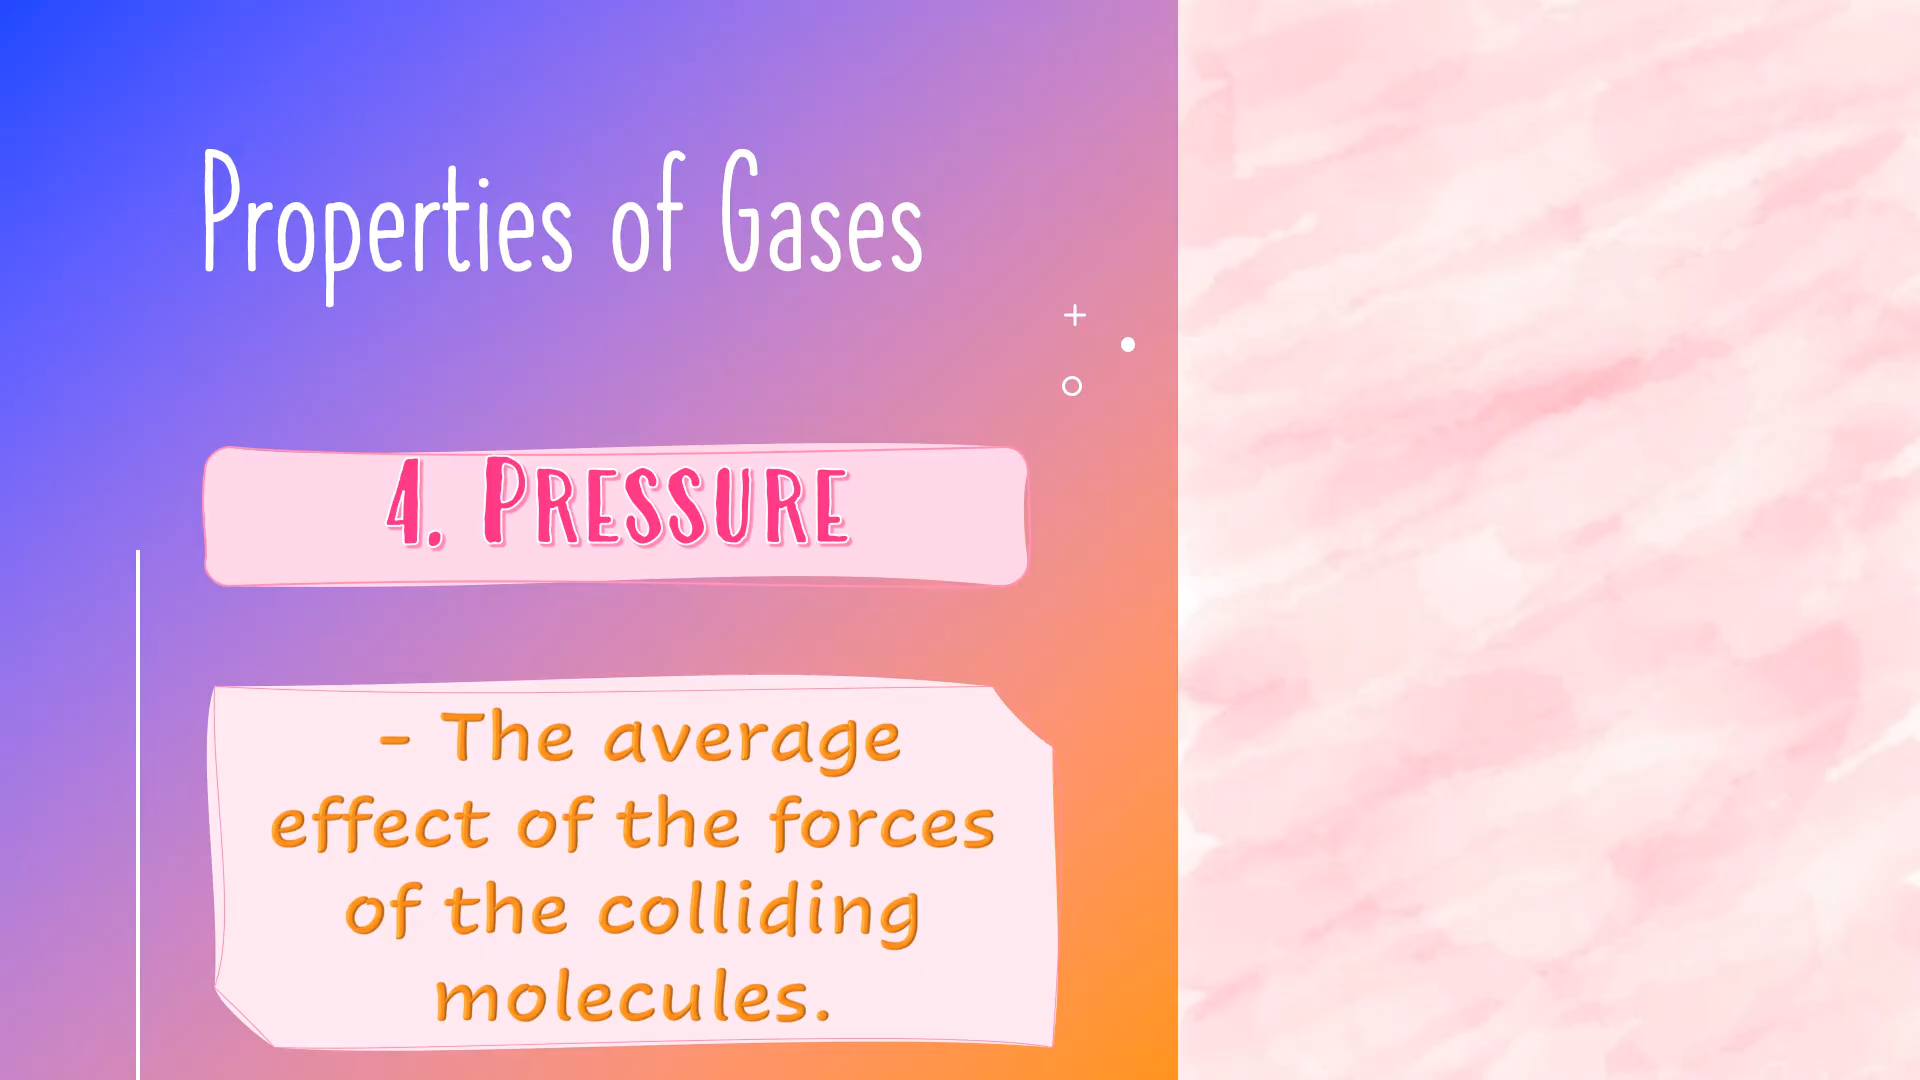 Properties of Gases
4. PRESSURE
- The average
effect of the forces
of the colliding
molecules.